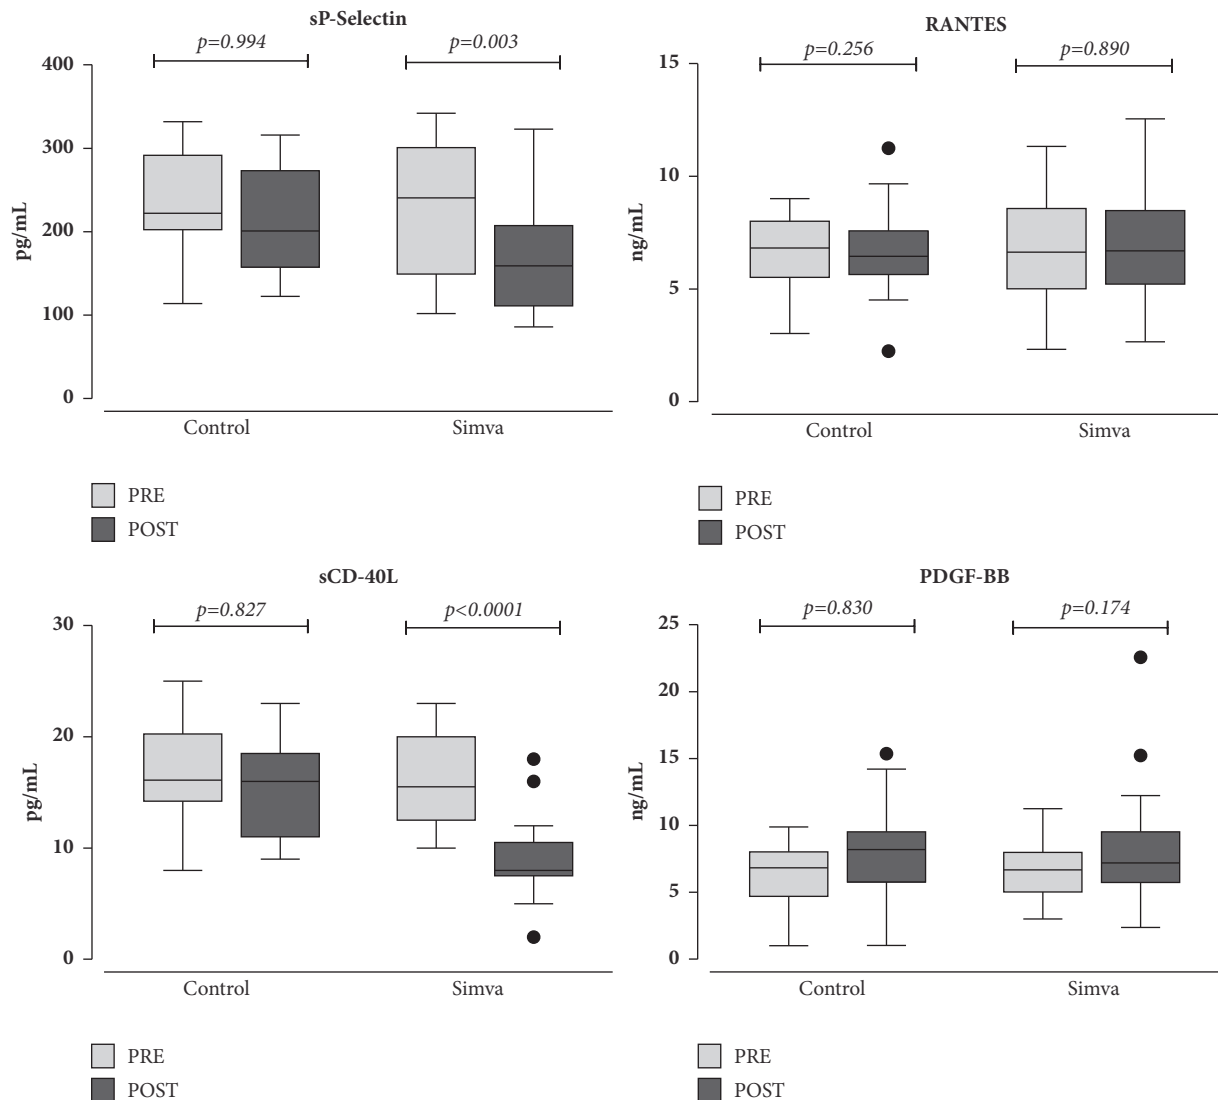 sP-Selectin
p=0.994
p=0.003
400
300
200
100
0
pg/mL
Control
Simva
PRE
POST
RANTES
p=0.256
p=0.890
15
10
5
0
ng/mL
Control
Simva
PRE
POST
sCD-40L
p=0.827
p<0.0001
30
20
10
0
pg/mL
Control
Simva
PRE
POST
PDGF-BB
p=0.830
p=0.174
25
20
15
10
5
0
ng/mL
Control
Simva
PRE
POST